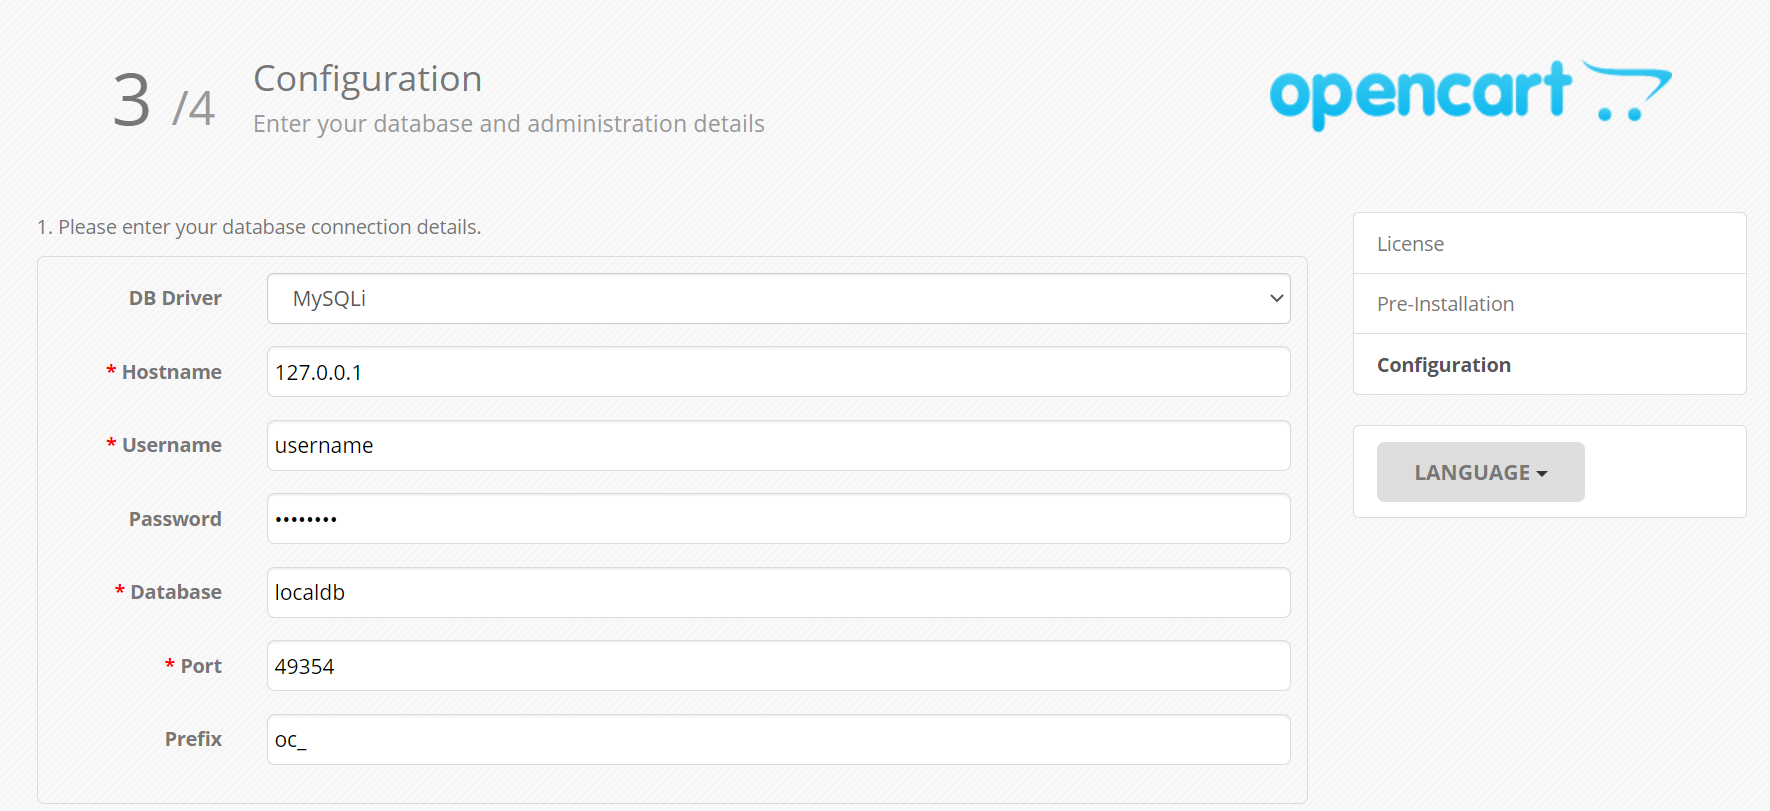 3 /4
Configuration
Enter your database and administration details
opencart
1. Please enter your database connection details.
DB Driver MySQLi
* Hostname 127.0.0.1
* Username username
Password ••••••••
* Database localdb
* Port 49354
Prefix oc_
License
Pre-Installation
Configuration
LANGUAGE